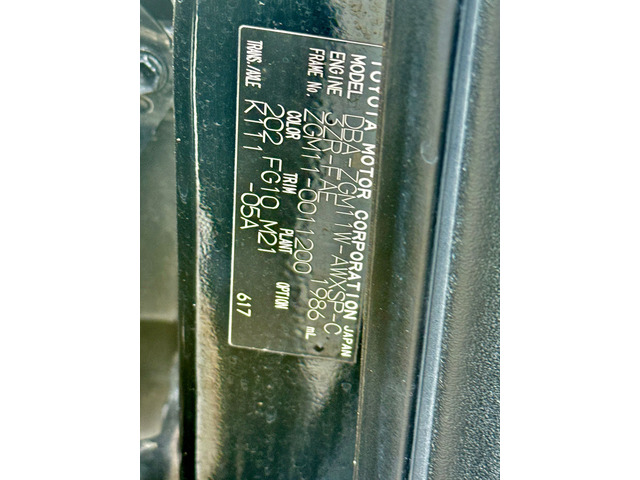 TOYOTA MOTOR CORPORATION JAPAN
MODEL DBA-ZGM11W-AWXSP-C
ENGINE 3ZR-FAE 1986 mL
FRAME No. ZGM11-0011200
COLOR TRIM PLANT OPTION
202 FG10 M21
TRANS./AXLE K111 -05A
617